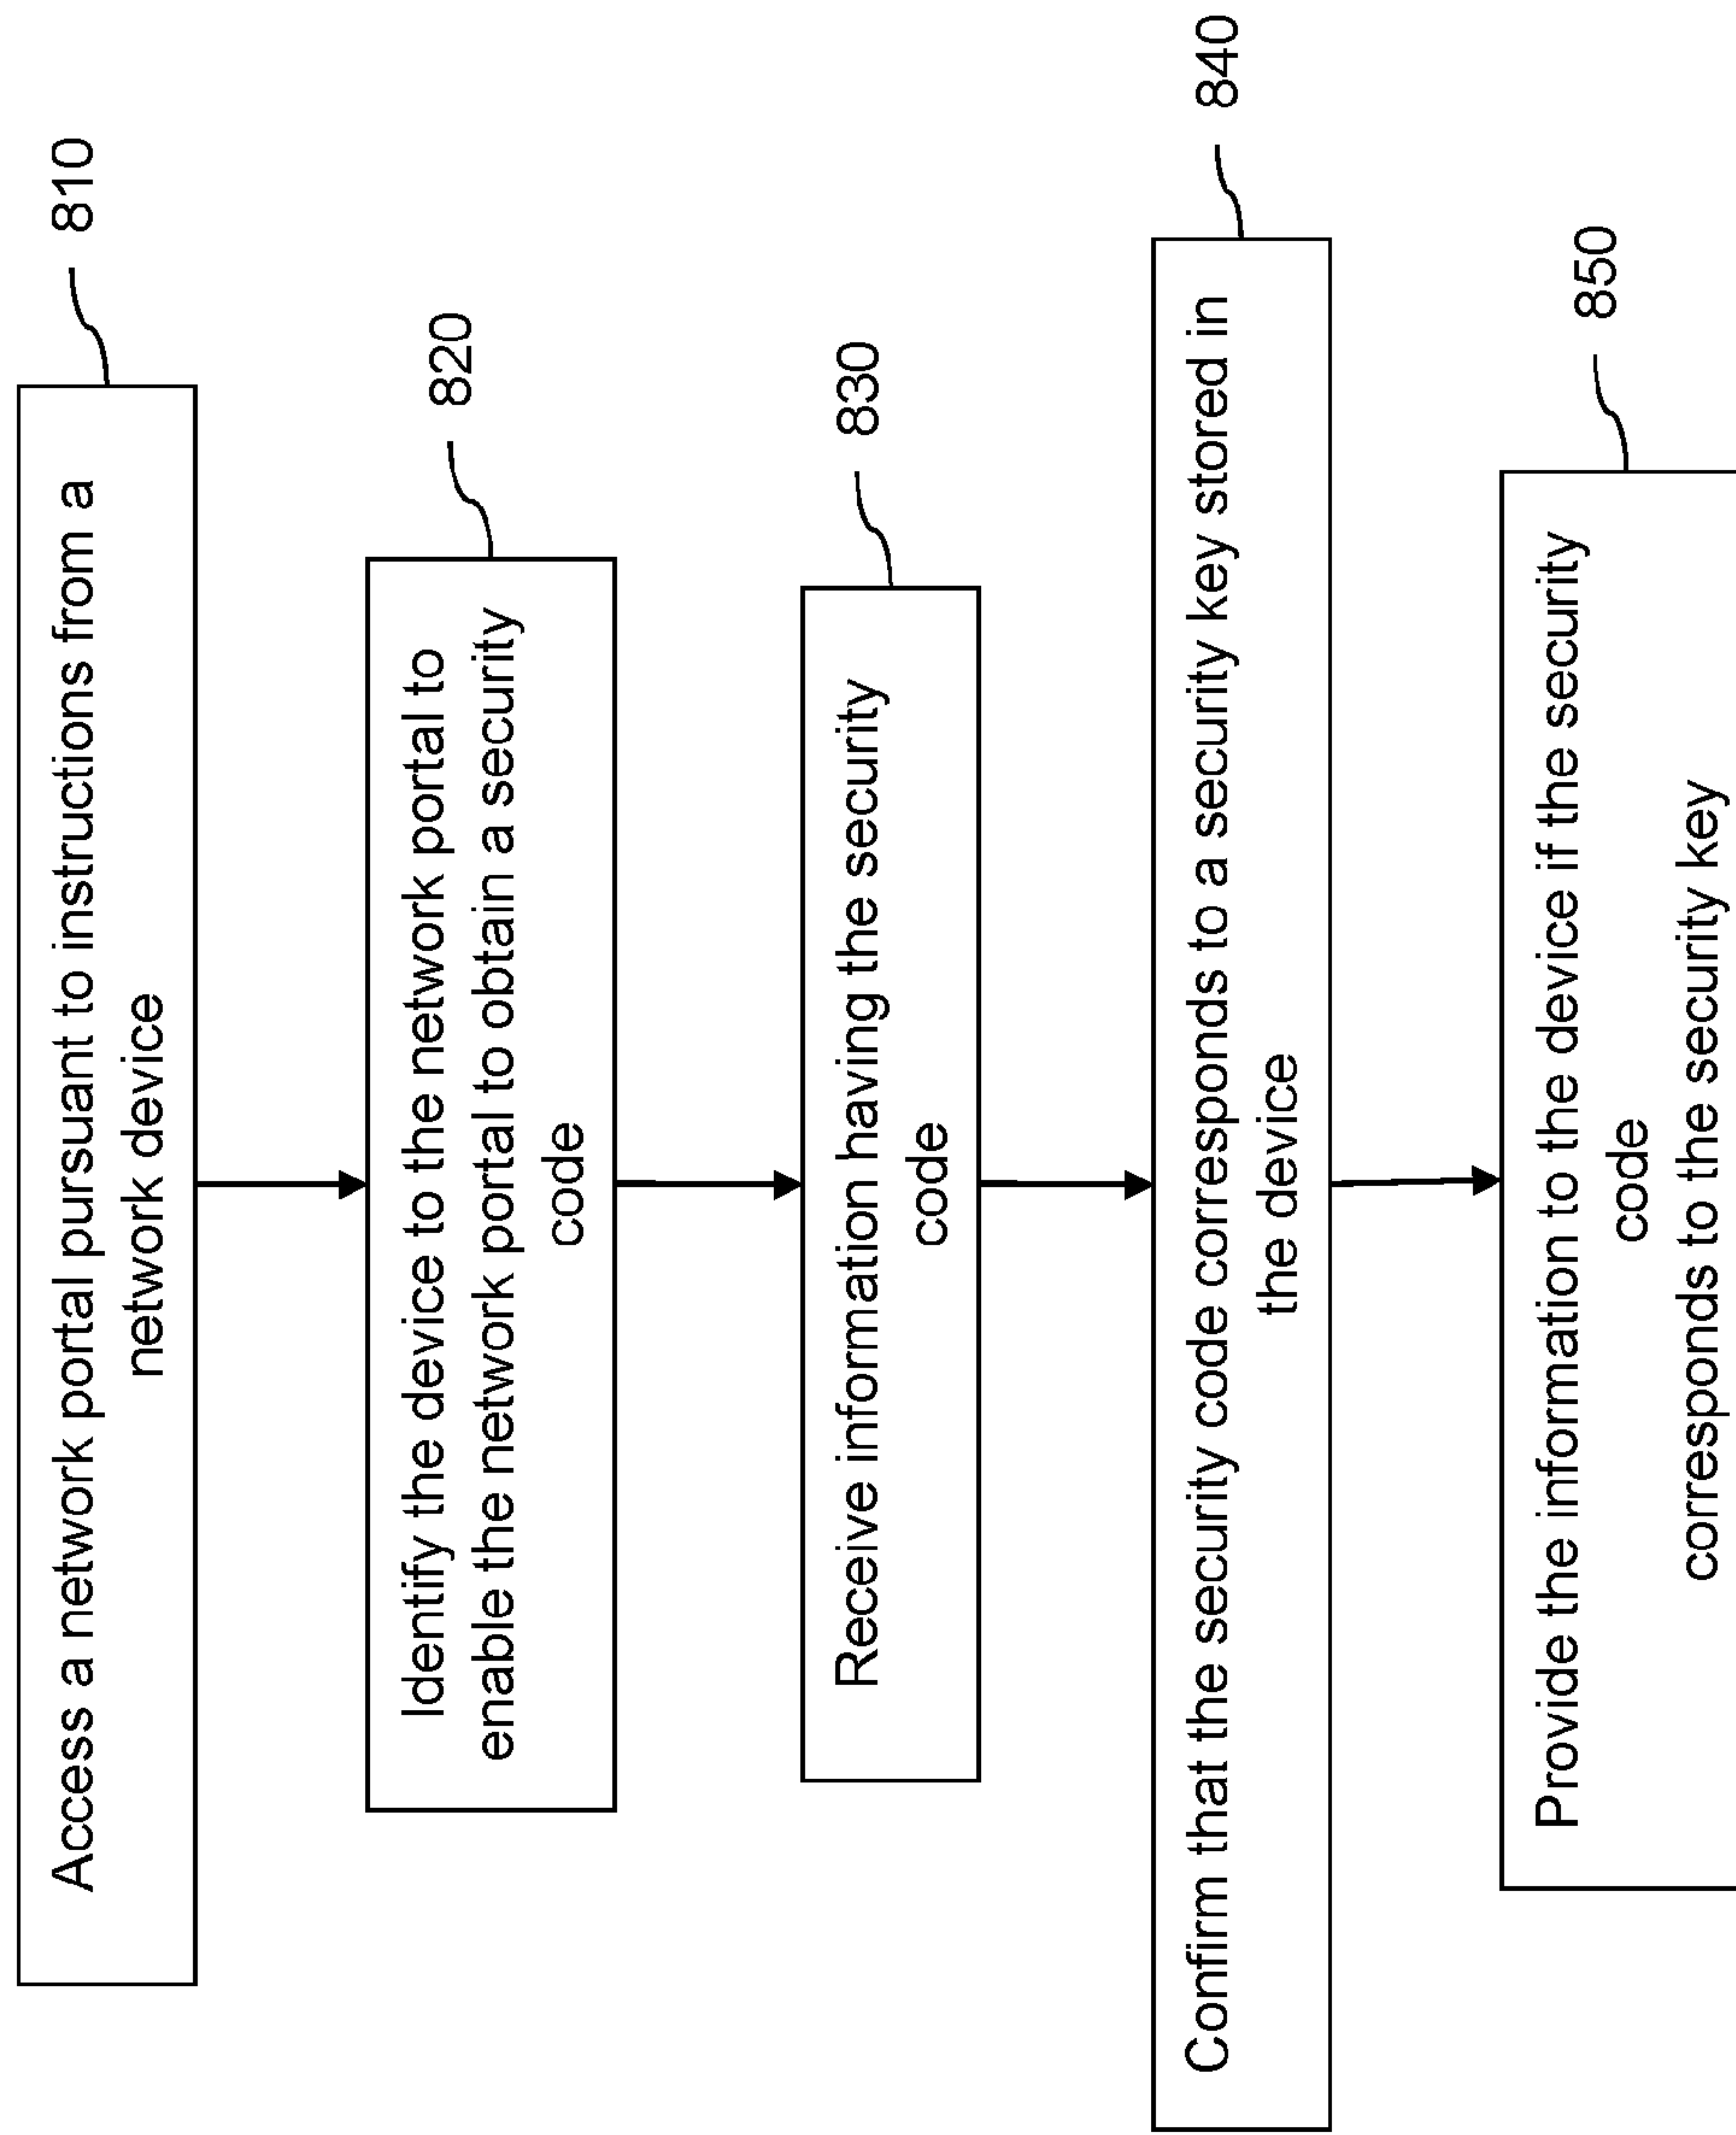 Access a network portal pursuant to instructions from a
network device
810
Identify the device to the network portal to
enable the network portal to obtain a security
code
820
Receive information having the security
code
830
Confirm that the security code corresponds to a security key stored in
the device
840
Provide the information to the device if the security
code
corresponds to the security key
850